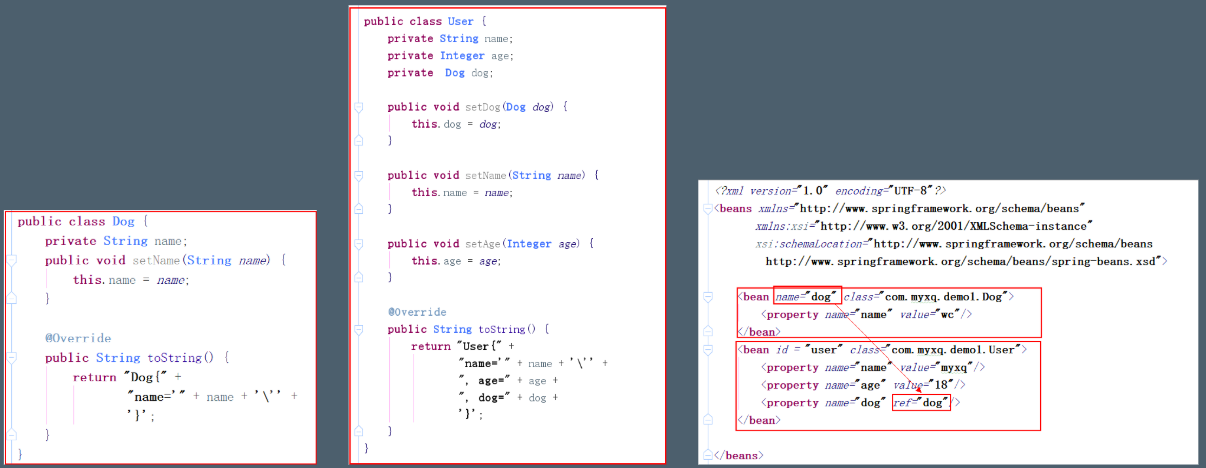 public class Dog {
private String name;
public void setName(String name) {
this.name = name;
}
@Override
public String toString() {
return "Dog{" +
"name='" + name + '\'' +
'}';
}
}
public class User {
private String name;
private Integer age;
private Dog dog;
public void setDog(Dog dog) {
this.dog = dog;
}
public void setName(String name) {
this.name = name;
}
public void setAge(Integer age) {
this.age = age;
}
@Override
public String toString() {
return "User{" +
"name='" + name + '\'' +
", age=" + age +
", dog=" + dog +
'}';
}
}
<?xml version="1.0" encoding="UTF-8"?>
<beans xmlns="http://www.springframework.org/schema/beans"
xmlns:xsi="http://www.w3.org/2001/XMLSchema-instance"
xsi:schemaLocation="http://www.springframework.org/schema/beans
http://www.springframework.org/schema/beans/spring-beans.xsd">
<bean name="dog" class="com.myxq.demo1.Dog">
<property name="name" value="wc"/>
</bean>
<bean id = "user" class="com.myxq.demo1.User">
<property name="name" value="myxq"/>
<property name="age" value="18"/>
<property name="dog" ref="dog"/>
</bean>
</beans>